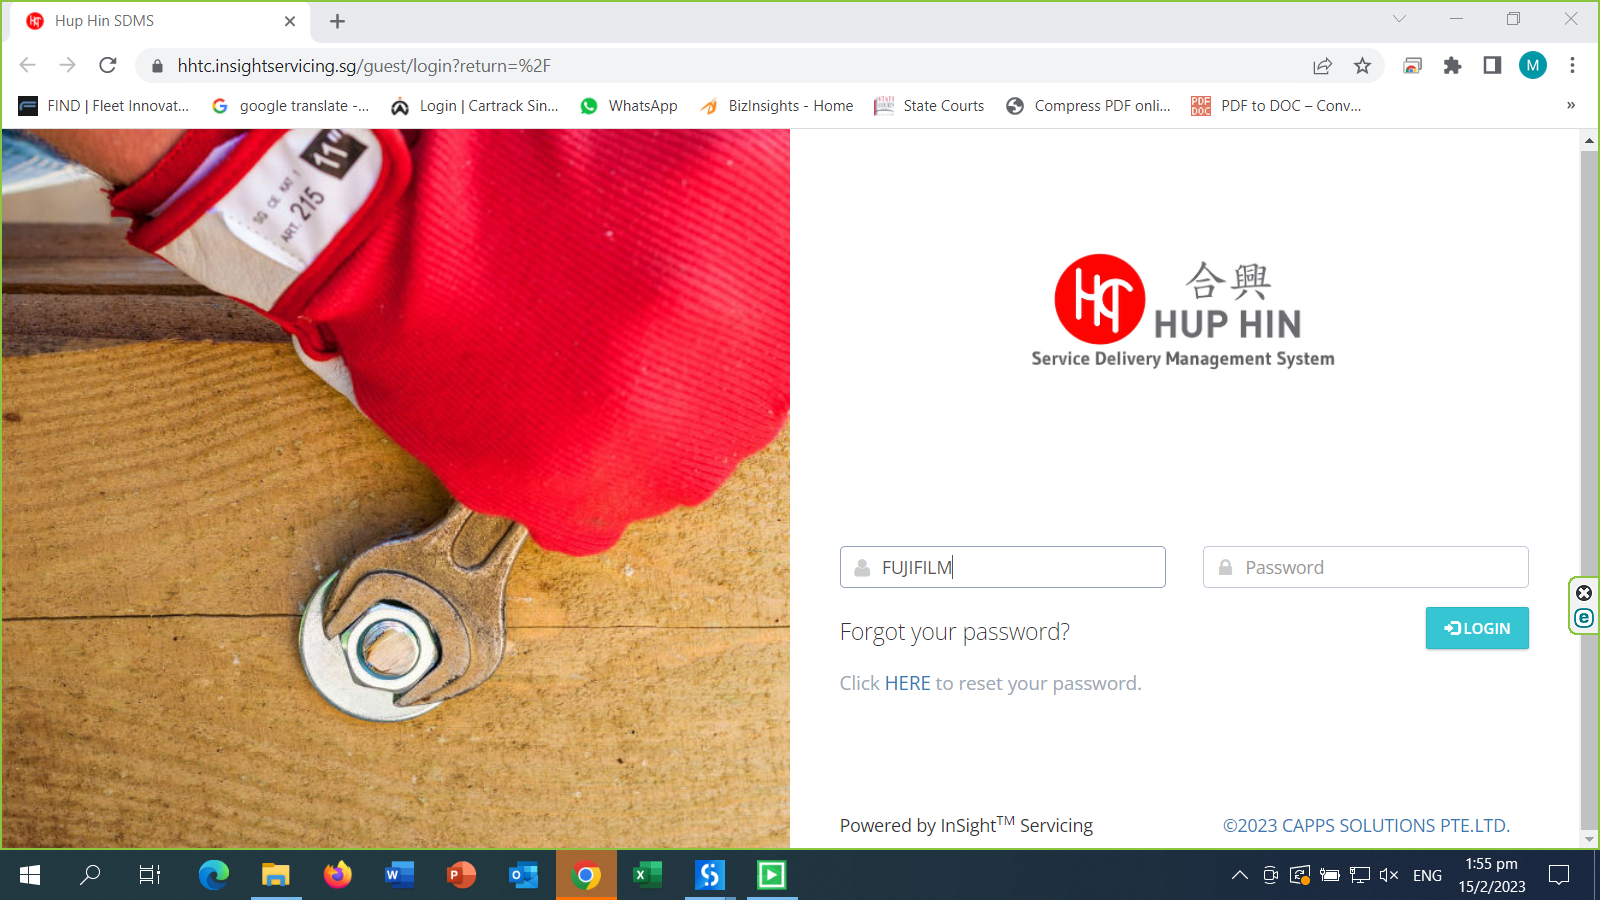 Hup Hin SDMS
hhtc.insightservicing.sg/guest/login?return=%2F
M
FIND | Fleet Innovat...
google translate -...
Login | Cartrack Sin...
WhatsApp
BizInsights - Home
State Courts
Compress PDF onli...
PDF to DOC – Conv...
»
11"
SG CE KAT 1
ART. 215
合興
HUP HIN
Service Delivery Management System
FUJIFILM
Password
Forgot your password?
LOGIN
Click HERE to reset your password.
Powered by InSight™ Servicing
©2023 CAPPS SOLUTIONS PTE.LTD.
ENG
1:55 pm
15/2/2023